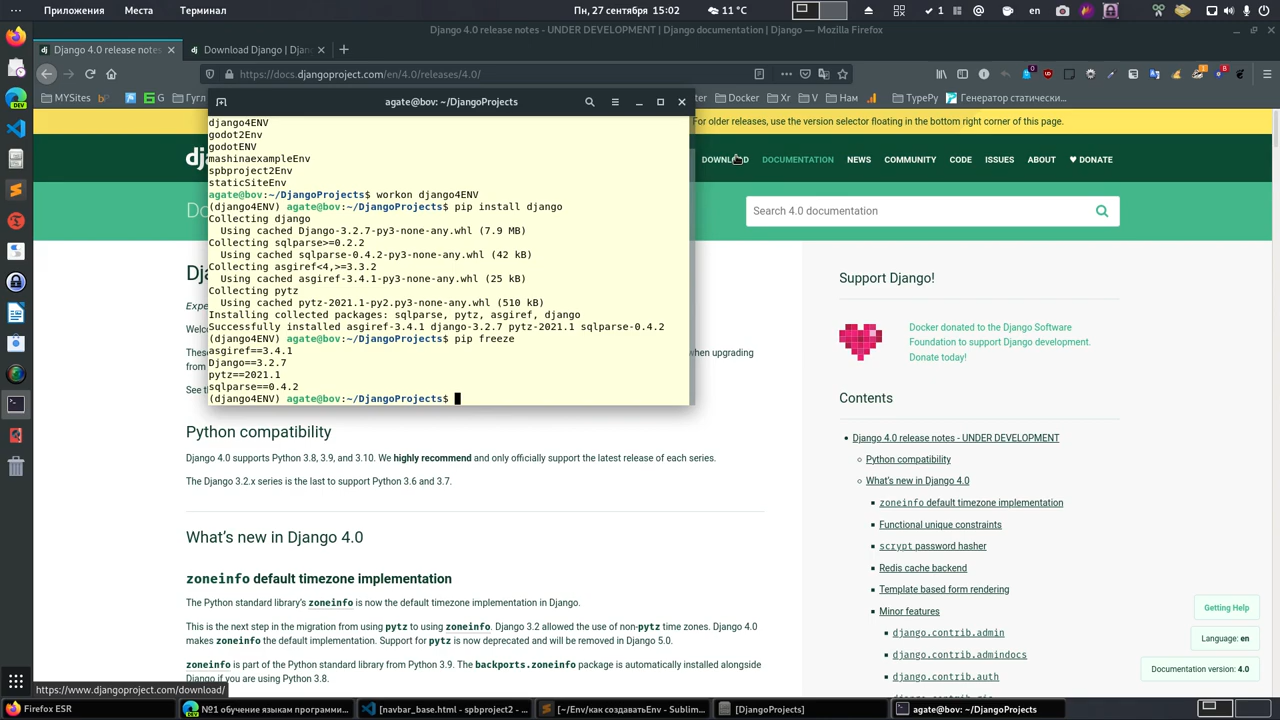 Приложения Места Терминал Пн, 27 сентября 15:02 11 °C 1 en
Django 4.0 release notes - UNDER DEVELOPMENT | Django documentation | Django — Mozilla Firefox
Django 4.0 release notes Download Django | Djan
https://docs.djangoproject.com/en/4.0/releases/4.0/
MYSites G Гугл Docker Xr V Нам TypeРу Генератор статически
agate@bov: ~/DjangoProjects
For older releases, use the version selector floating in the bottom right corner of this page.
DOWNLOAD DOCUMENTATION NEWS COMMUNITY CODE ISSUES ABOUT ♥ DONATE
Search 4.0 documentation
django4ENV
godot2Env
godotENV
mashinaexampleEnv
spbproject2Env
staticSiteEnv
agate@bov:~/DjangoProjects$ workon django4ENV
(django4ENV) agate@bov:~/DjangoProjects$ pip install django
Collecting django
Using cached Django-3.2.7-py3-none-any.whl (7.9 MB)
Collecting sqlparse>=0.2.2
Using cached sqlparse-0.4.2-py3-none-any.whl (42 kB)
Collecting asgiref<4,>=3.3.2
Using cached asgiref-3.4.1-py3-none-any.whl (25 kB)
Collecting pytz
Using cached pytz-2021.1-py2.py3-none-any.whl (510 kB)
Installing collected packages: sqlparse, pytz, asgiref, django
Successfully installed asgiref-3.4.1 django-3.2.7 pytz-2021.1 sqlparse-0.4.2
(django4ENV) agate@bov:~/DjangoProjects$ pip freeze
asgiref==3.4.1
Django==3.2.7
pytz==2021.1
sqlparse==0.4.2
(django4ENV) agate@bov:~/DjangoProjects$
when upgrading
from
Python compatibility
Django 4.0 supports Python 3.8, 3.9, and 3.10. We highly recommend and only officially support the latest release of each series.
The Django 3.2.x series is the last to support Python 3.6 and 3.7.
What's new in Django 4.0
zoneinfo default timezone implementation
The Python standard library's zoneinfo is now the default timezone implementation in Django.
This is the next step in the migration from using pytz to using zoneinfo. Django 3.2 allowed the use of non-pytz time zones. Django 4.0
makes zoneinfo the default implementation. Support for pytz is now deprecated and will be removed in Django 5.0.
zoneinfo is part of the Python standard library from Python 3.9. The backports.zoneinfo package is automatically installed alongside
Django if you are using Python 3.8.
Support Django!
Docker donated to the Django Software
Foundation to support Django development.
Donate today!
Contents
Django 4.0 release notes - UNDER DEVELOPMENT
Python compatibility
What's new in Django 4.0
zoneinfo default timezone implementation
Functional unique constraints
scrypt password hasher
Redis cache backend
Template based form rendering
Minor features
django.contrib.admin
django.contrib.admindocs
django.contrib.auth
Getting Help
Language: en
Documentation version: 4.0
https://www.djangoproject.com/download/
Firefox ESR №1 обучение языкам программи... [navbar_base.html - spbproject2 - ... [~/Env/как создаватьEnv - Sublim... [DjangoProjects] agate@bov: ~/DjangoProjects